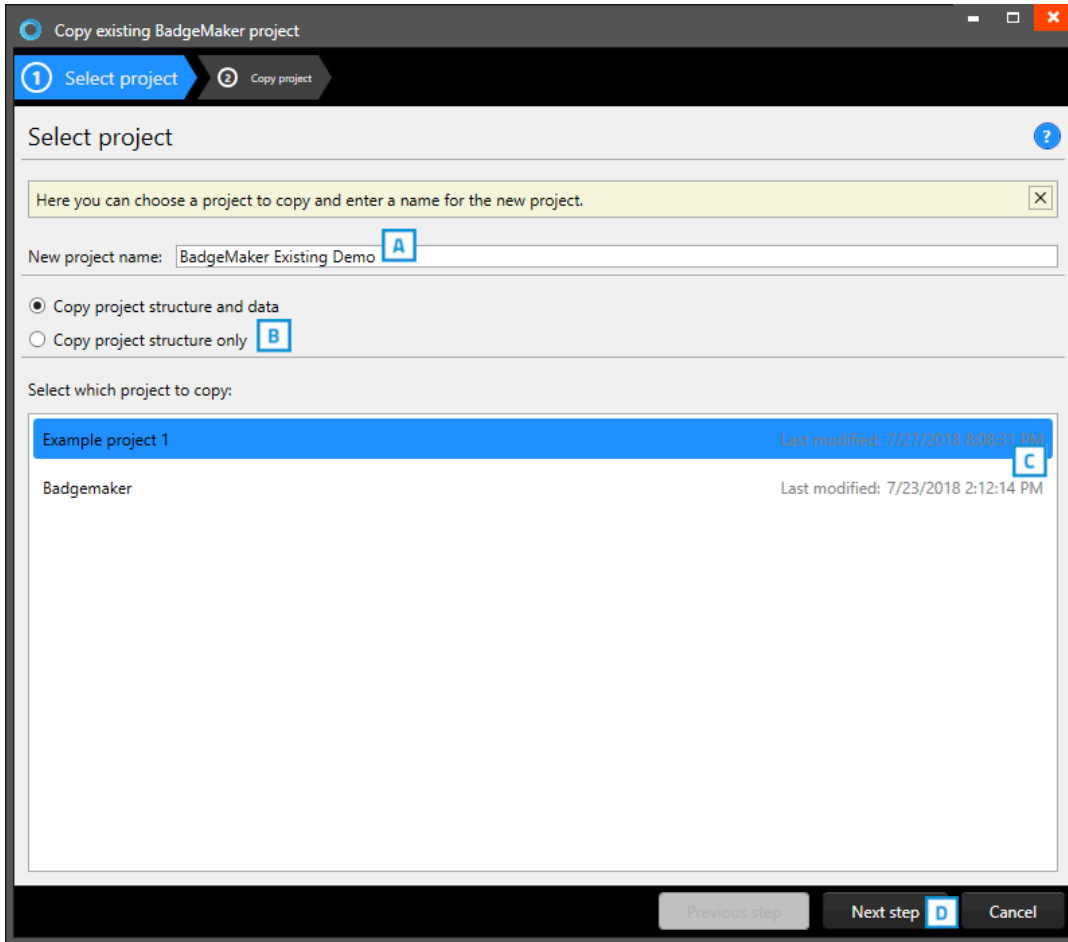 Copy existing BadgeMaker project
1 Select project 2 Copy project
Select project ?
Here you can choose a project to copy and enter a name for the new project.
New project name: BadgeMaker Existing Demo A
Copy project structure and data
Copy project structure only B
Select which project to copy:
Example project 1 Last modified: 7/27/2018 8:08:31 PM
C
Badgemaker Last modified: 7/23/2018 2:12:14 PM
Previous step Next step D Cancel